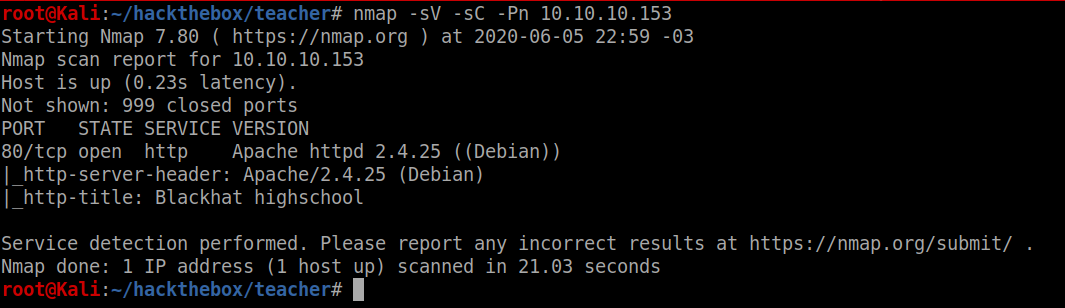 root@Kali:~/hackthebox/teacher# nmap -sV -sC -Pn 10.10.10.153
Starting Nmap 7.80 ( https://nmap.org ) at 2020-06-05 22:59 -03
Nmap scan report for 10.10.10.153
Host is up (0.23s latency).
Not shown: 999 closed ports
PORT   STATE SERVICE VERSION
80/tcp open  http    Apache httpd 2.4.25 ((Debian))
|_http-server-header: Apache/2.4.25 (Debian)
|_http-title: Blackhat highschool
Service detection performed. Please report any incorrect results at https://nmap.org/submit/ .
Nmap done: 1 IP address (1 host up) scanned in 21.03 seconds
root@Kali:~/hackthebox/teacher#